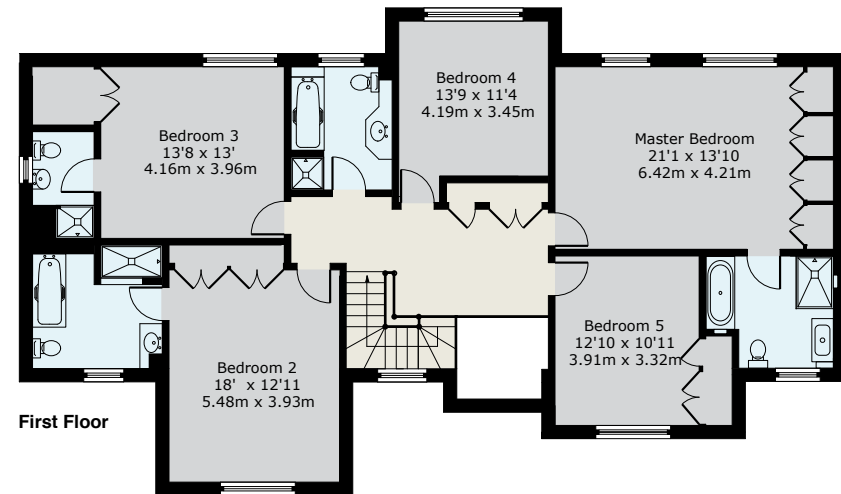 Bedroom 4
13'9 x 11'4
4.19m x 3.45m
Bedroom 3
13'8 x 13'
4.16m x 3.96m
Master Bedroom
21'1 x 13'10
6.42m x 4.21m
Bedroom 5
12'10 x 10'11
3.91m x 3.32m
Bedroom 2
18' x 12'11
5.48m x 3.93m
First Floor